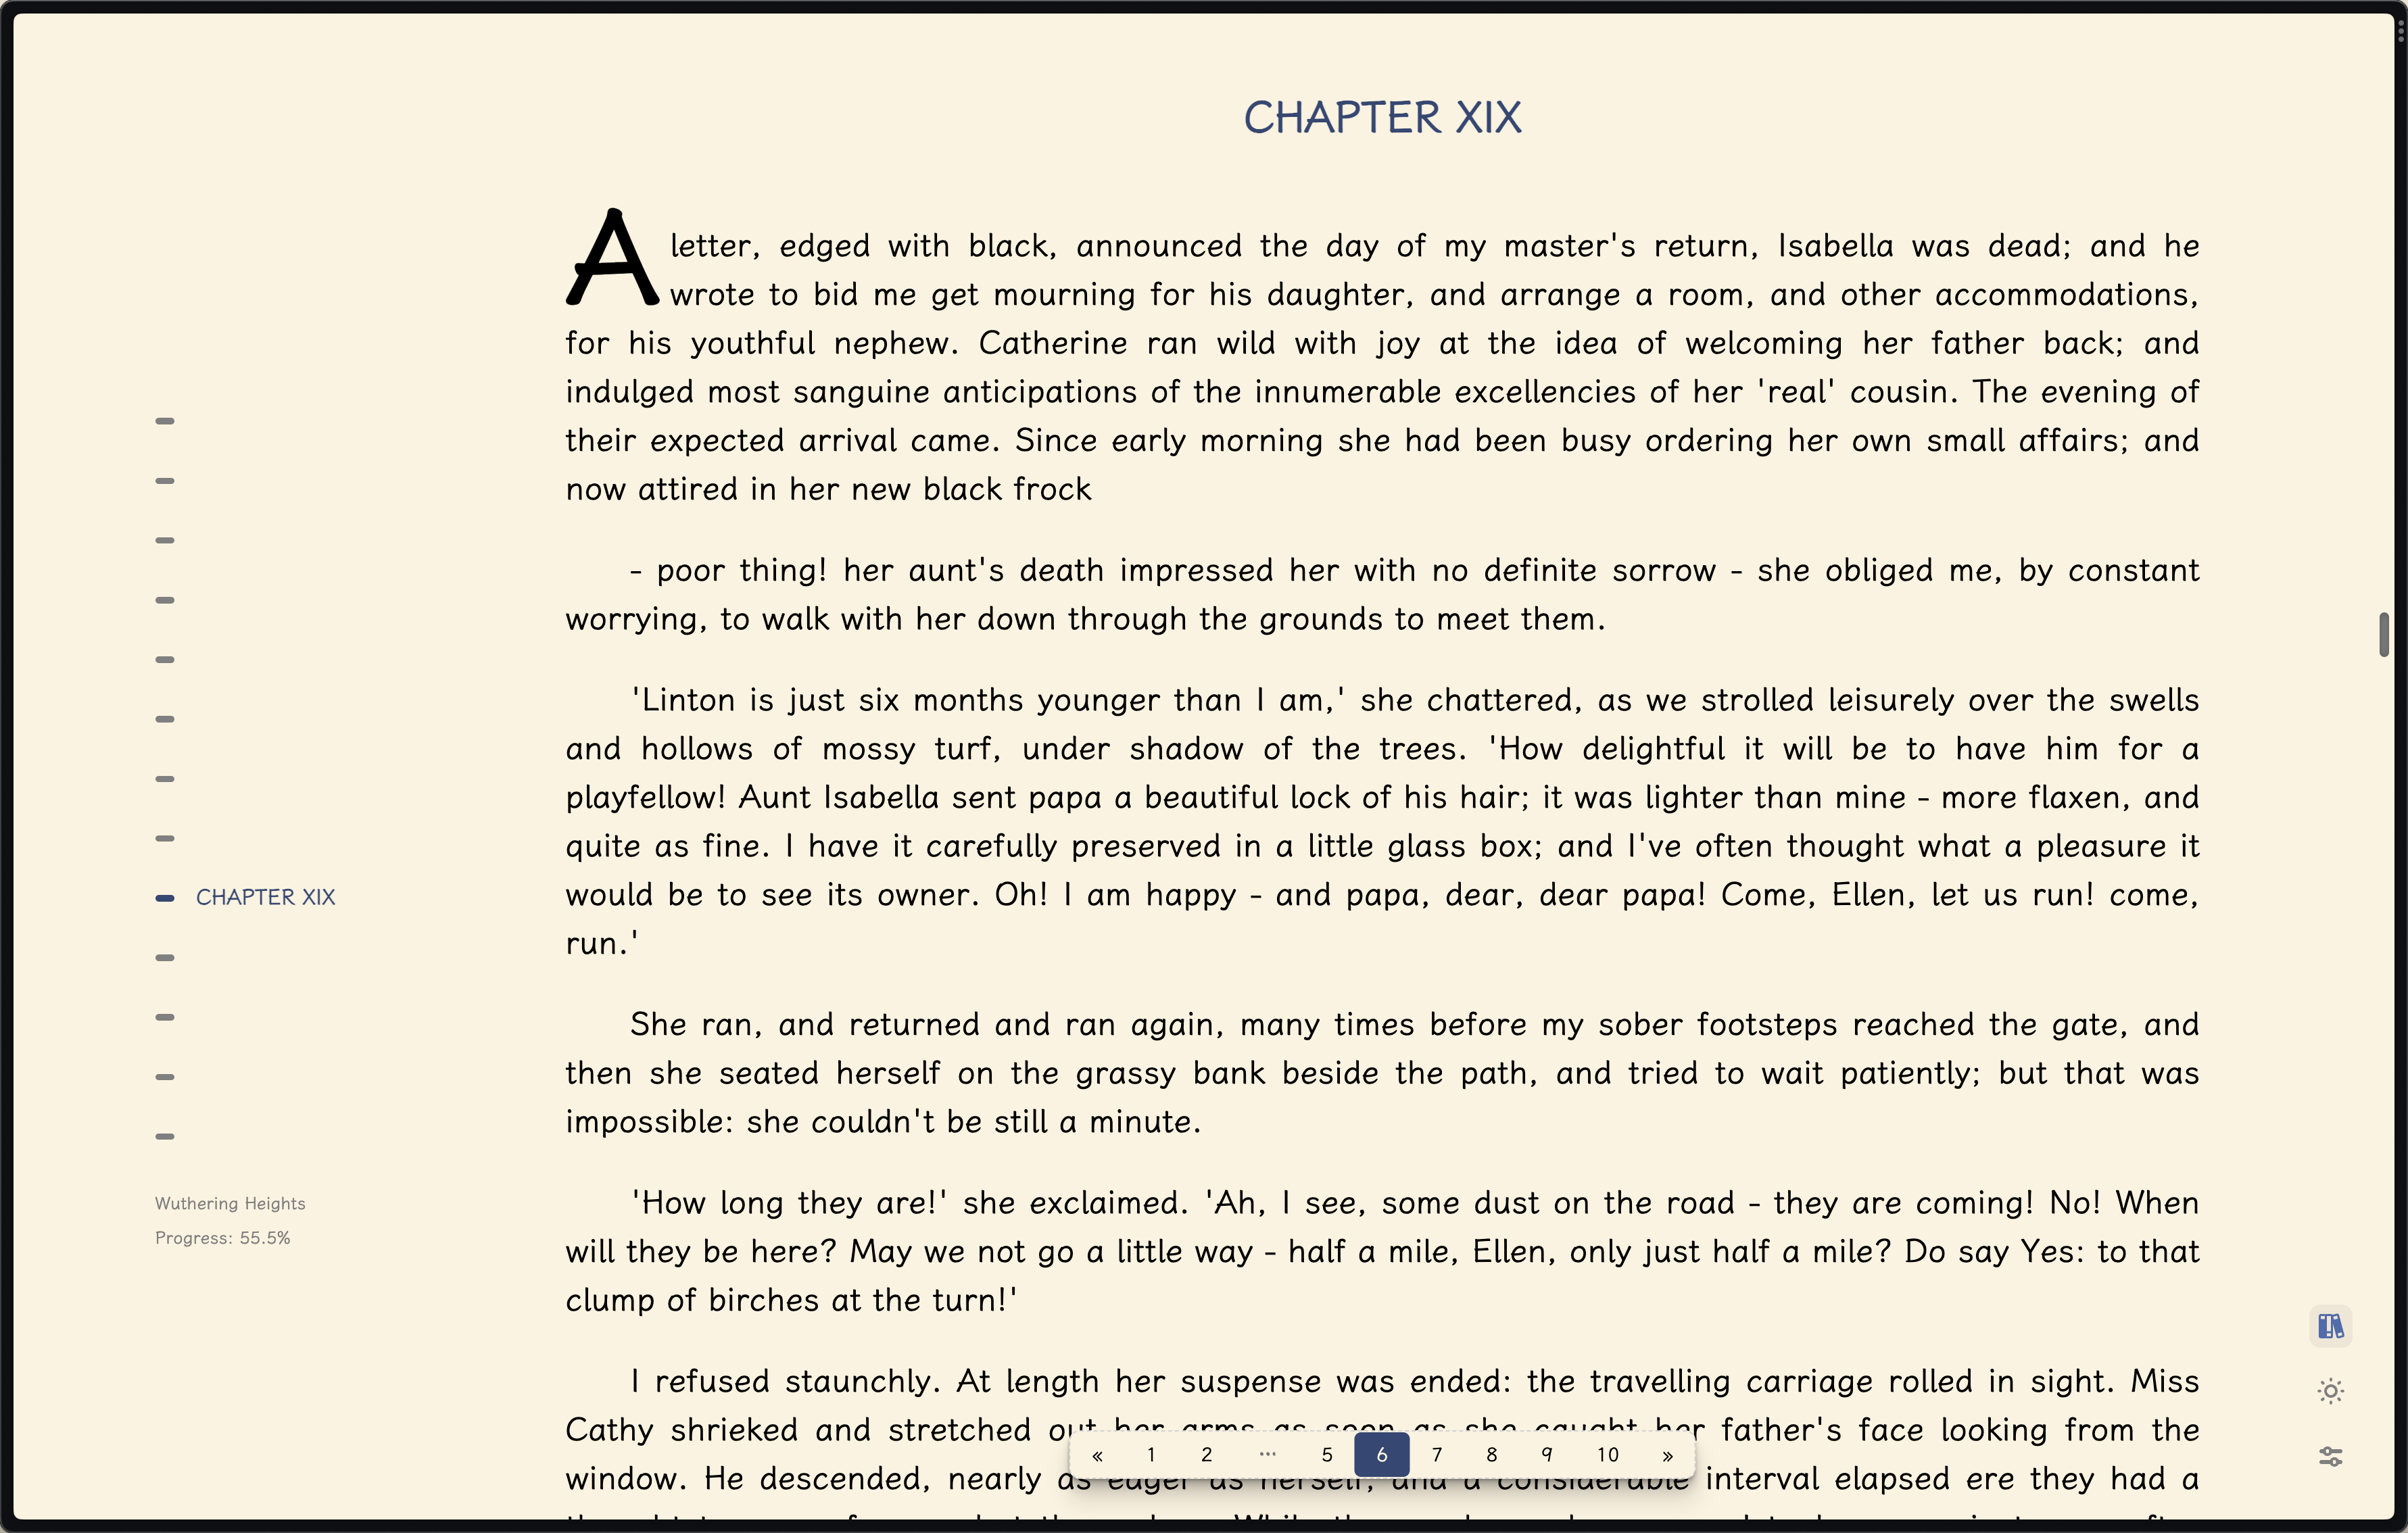 CHAPTER XIX
A letter, edged with black, announced the day of my master's return, Isabella was dead; and he
wrote to bid me get mourning for his daughter, and arrange a room, and other accommodations,
for his youthful nephew. Catherine ran wild with joy at the idea of welcoming her father back; and
indulged most sanguine anticipations of the innumerable excellencies of her 'real' cousin. The evening of
their expected arrival came. Since early morning she had been busy ordering her own small affairs; and
now attired in her new black frock
- poor thing! her aunt's death impressed her with no definite sorrow - she obliged me, by constant
worrying, to walk with her down through the grounds to meet them.
'Linton is just six months younger than I am,' she chattered, as we strolled leisurely over the swells
and hollows of mossy turf, under shadow of the trees. 'How delightful it will be to have him for a
playfellow! Aunt Isabella sent papa a beautiful lock of his hair; it was lighter than mine - more flaxen, and
quite as fine. I have it carefully preserved in a little glass box; and I've often thought what a pleasure it
would be to see its owner. Oh! I am happy - and papa, dear, dear papa! Come, Ellen, let us run! come,
run.'
She ran, and returned and ran again, many times before my sober footsteps reached the gate, and
then she seated herself on the grassy bank beside the path, and tried to wait patiently; but that was
impossible: she couldn't be still a minute.
'How long they are!' she exclaimed. 'Ah, I see, some dust on the road - they are coming! No! When
will they be here? May we not go a little way - half a mile, Ellen, only just half a mile? Do say Yes: to that
clump of birches at the turn!'
I refused staunchly. At length her suspense was ended: the travelling carriage rolled in sight. Miss
Cathy shrieked and stretched out her arms as soon as she caught her father's face looking from the
window. He descended, nearly as eager as herself; and a considerable interval elapsed ere they had a
CHAPTER XIX
Wuthering Heights
Progress: 55.5%
« 1 2 ··· 5 6 7 8 9 10 »